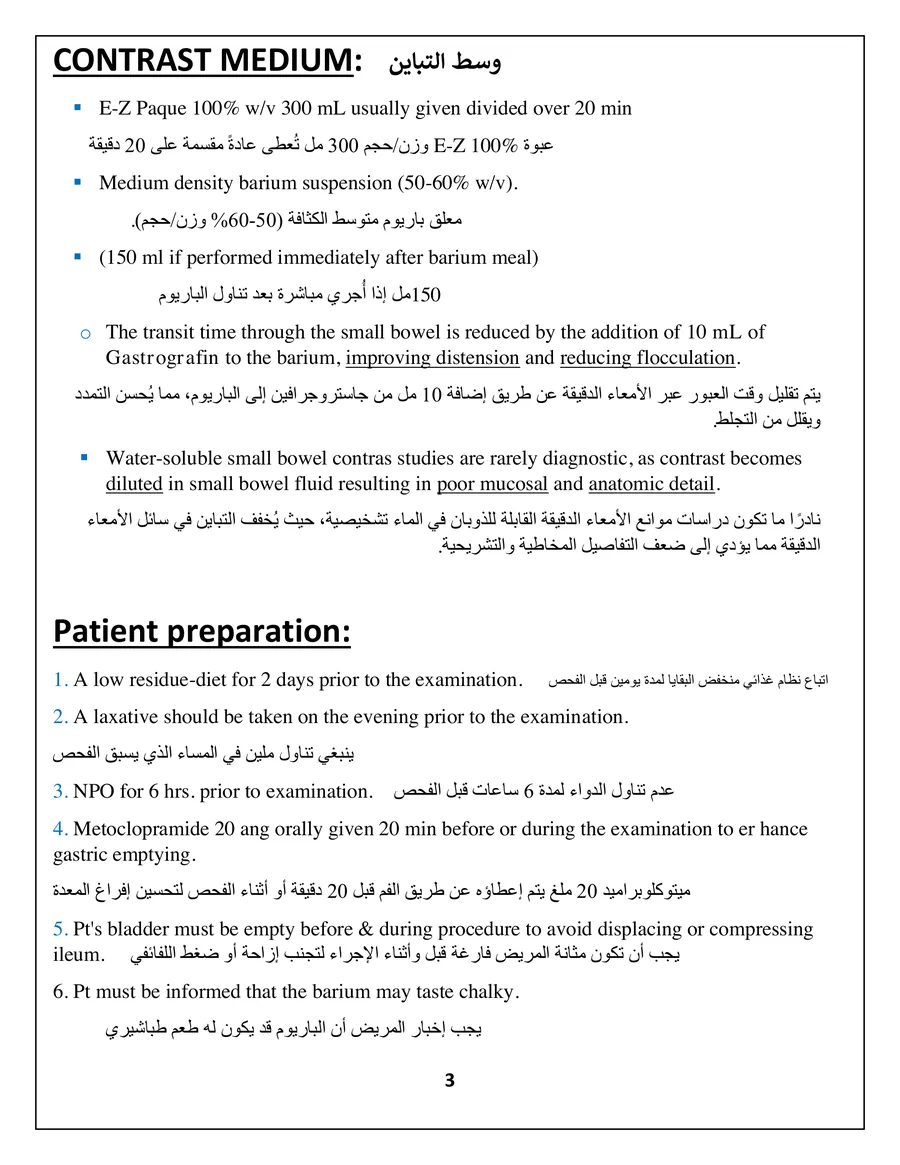 CONTRAST MEDIUM: وسط التباين
▪ E-Z Paque 100% w/v 300 mL usually given divided over 20 min
عبوة E-Z 100% وزن/حجم 300 مل تُعطى عادةً مقسمة على 20 دقيقة
▪ Medium density barium suspension (50-60% w/v).
معلق باريوم متوسط الكثافة (50-60% وزن/حجم).
▪ (150 ml if performed immediately after barium meal)
150مل إذا أُجري مباشرة بعد تناول الباريوم
o The transit time through the small bowel is reduced by the addition of 10 mL of
Gastrografin to the barium, improving distension and reducing flocculation.
يتم تقليل وقت العبور عبر الأمعاء الدقيقة عن طريق إضافة 10 مل من جاستروجرافين إلى الباريوم، مما يُحسن التمدد
ويقلل من التجلط.
▪ Water-soluble small bowel contras studies are rarely diagnostic, as contrast becomes
diluted in small bowel fluid resulting in poor mucosal and anatomic detail.
نادرًا ما تكون دراسات موانع الأمعاء الدقيقة القابلة للذوبان في الماء تشخيصية، حيث يُخفف التباين في سائل الأمعاء
الدقيقة مما يؤدي إلى ضعف التفاصيل المخاطية والتشريحية.
Patient preparation:
1. A low residue-diet for 2 days prior to the examination. اتباع نظام غذائي منخفض البقايا لمدة يومين قبل الفحص
2. A laxative should be taken on the evening prior to the examination.
ينبغي تناول ملين في المساء الذي يسبق الفحص
3. NPO for 6 hrs. prior to examination. عدم تناول الدواء لمدة 6 ساعات قبل الفحص
4. Metoclopramide 20 ang orally given 20 min before or during the examination to er hance
gastric emptying.
ميتوكلوبراميد 20 ملغ يتم إعطاؤه عن طريق الفم قبل 20 دقيقة أو أثناء الفحص لتحسين إفراغ المعدة
5. Pt's bladder must be empty before & during procedure to avoid displacing or compressing
ileum. يجب أن تكون مثانة المريض فارغة قبل وأثناء الإجراء لتجنب إزاحة أو ضغط اللفائفي
6. Pt must be informed that the barium may taste chalky.
يجب إخبار المريض أن الباريوم قد يكون له طعم طباشيري
3